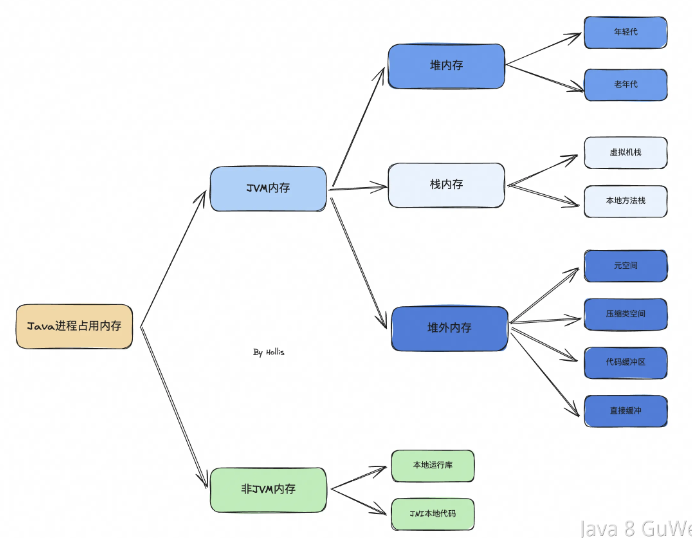 年轻代
堆内存
老年代
虚拟机栈
JVM内存
栈内存
本地方法栈
元空间
Java进程占用内存
堆外内存
压缩类空间
代码缓冲区
By Hollis
直接缓冲
本地运行库
非JVM内存
JNI本地代码
Java 8 GuWe